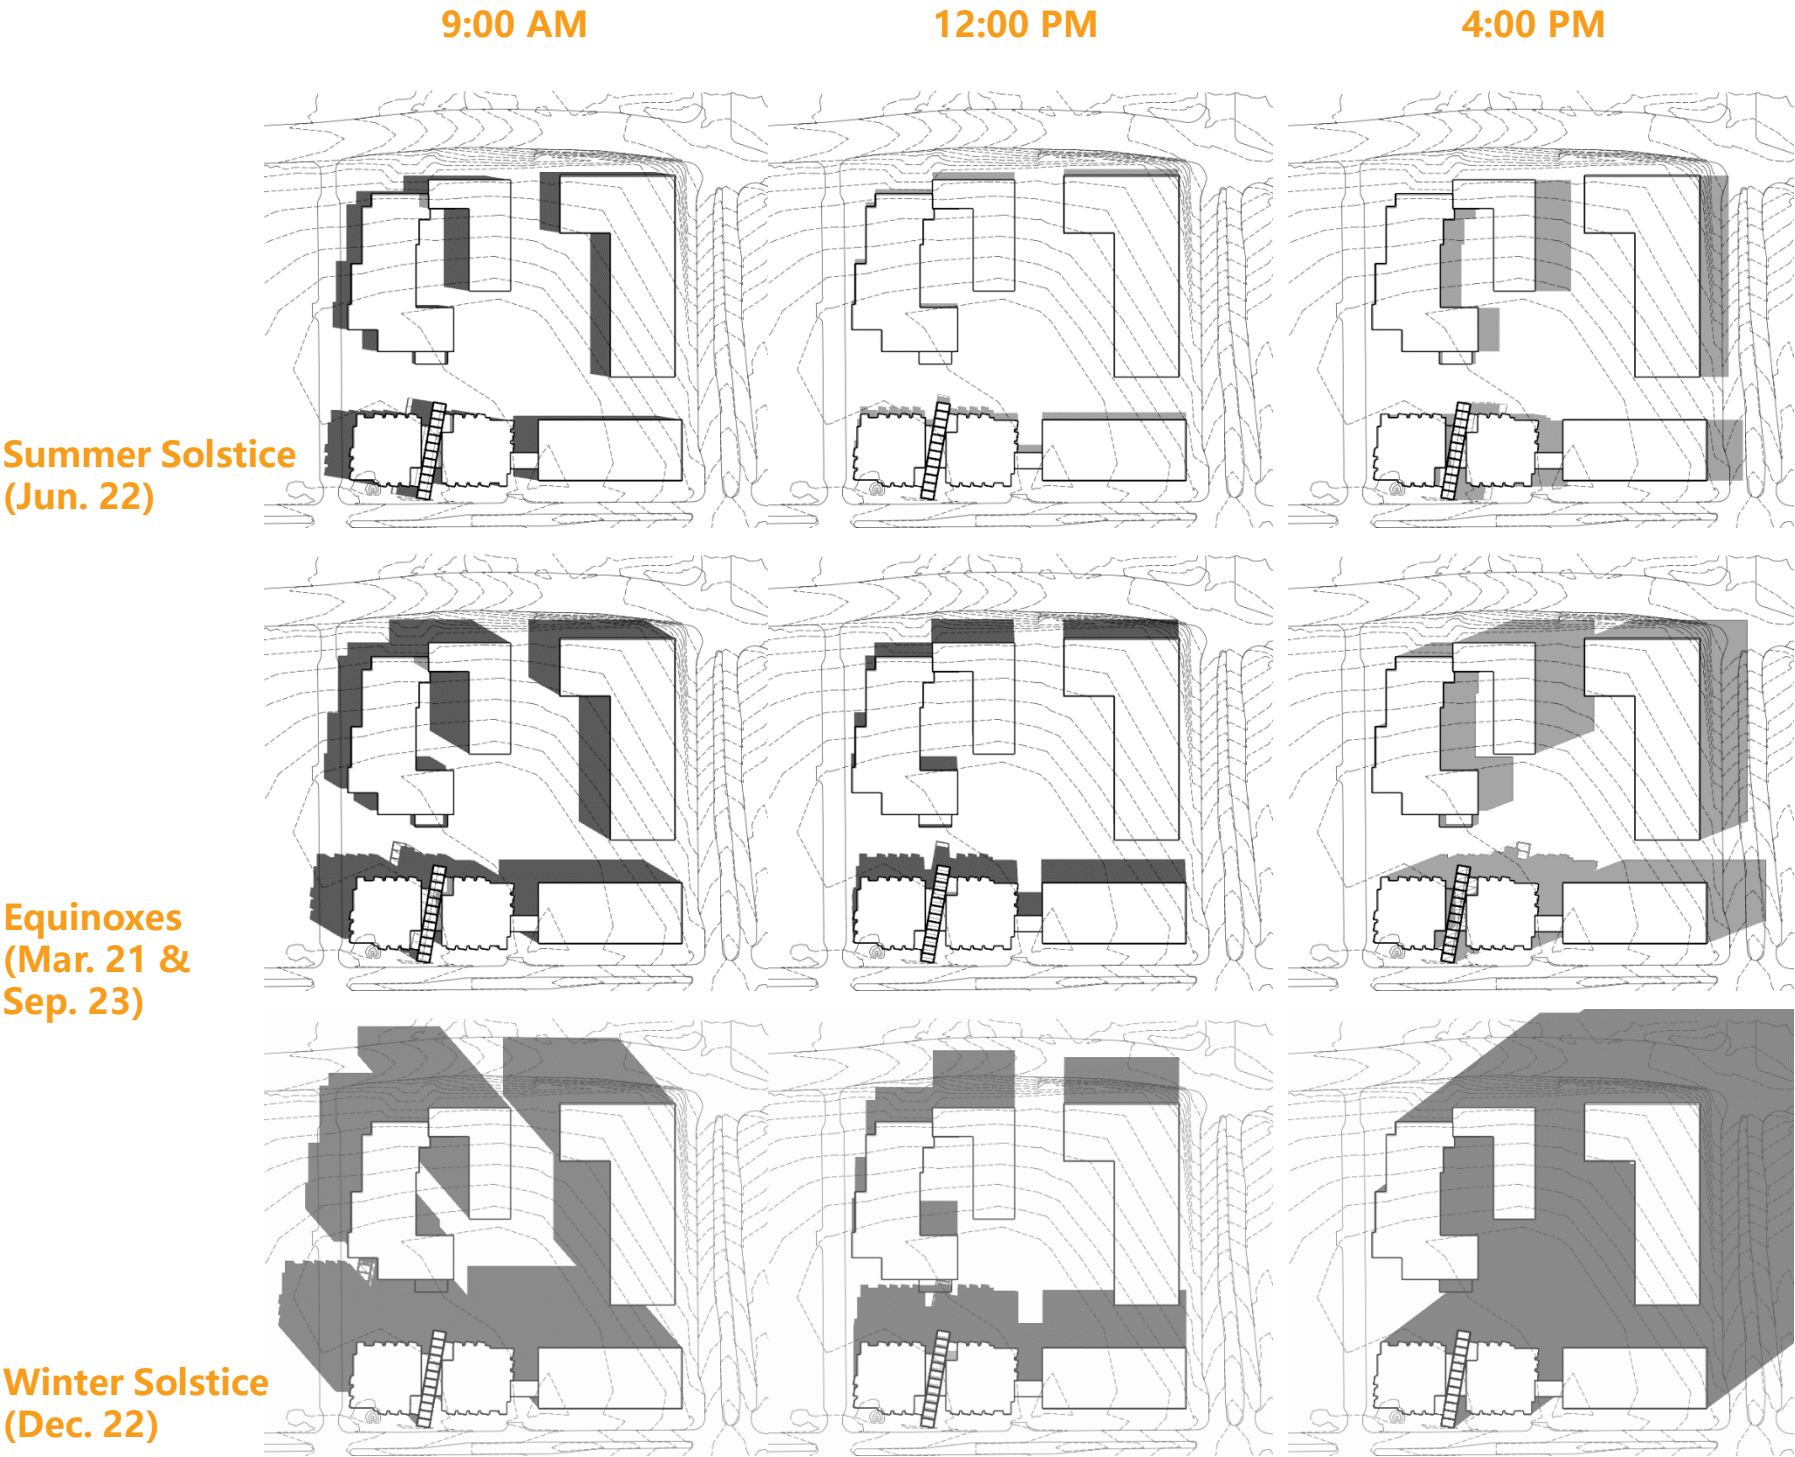 9:00 AM
12:00 PM
4:00 PM
Summer Solstice
(Jun. 22)
Equinoxes
(Mar. 21 &
Sep. 23)
Winter Solstice
(Dec. 22)